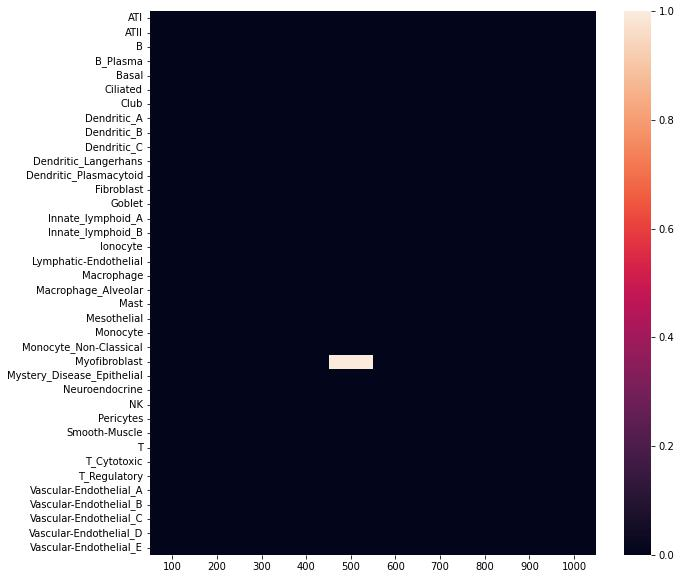 ATI
ATII
B
B_Plasma
Basal
Ciliated
Club
Dendritic_A
Dendritic_B
Dendritic_C
Dendritic_Langerhans
Dendritic_Plasmacytoid
Fibroblast
Goblet
Innate_lymphoid_A
Innate_lymphoid_B
Ionocyte
Lymphatic-Endothelial
Macrophage
Macrophage_Alveolar
Mast
Mesothelial
Monocyte
Monocyte_Non-Classical
Myofibroblast
Mystery_Disease_Epithelial
Neuroendocrine
NK
Pericytes
Smooth-Muscle
T
T_Cytotoxic
T_Regulatory
Vascular-Endothelial_A
Vascular-Endothelial_B
Vascular-Endothelial_C
Vascular-Endothelial_D
Vascular-Endothelial_E
100 200 300 400 500 600 700 800 900 1000
1.0
0.8
0.6
0.4
0.2
0.0